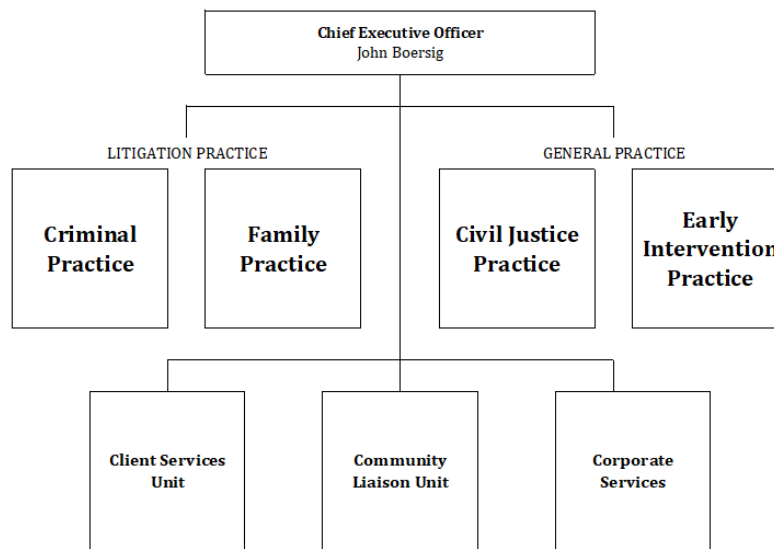 Chief Executive Officer
John Boersig
LITIGATION PRACTICE
GENERAL PRACTICE
Criminal
Practice
Family
Practice
Civil Justice
Practice
Early
Intervention
Practice
Client Services
Unit
Community
Liaison Unit
Corporate
Services